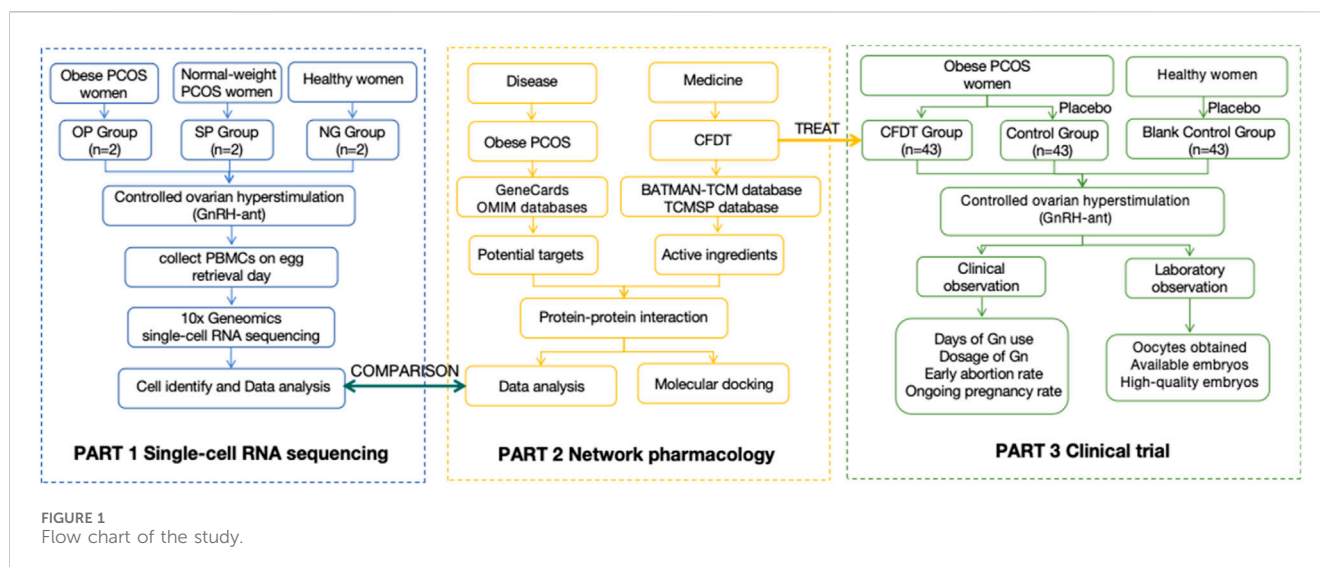 Obese PCOS
women
Normal-weight
PCOS women
Healthy women
OP Group
(n=2)
SP Group
(n=2)
NG Group
(n=2)
Controlled ovarian hyperstimulation
(GnRH-ant)
collect PBMCs on egg
retrieval day
10x Geneomics
single-cell RNA sequencing
Cell identify and Data analysis
PART 1 Single-cell RNA sequencing
COMPARISON
Disease
Medicine
Obese PCOS
CFDT
GeneCards
OMIM databases
BATMAN-TCM database
TCMSP database
Potential targets
Active ingredients
Protein-protein interaction
Data analysis
Molecular docking
PART 2 Network pharmacology
TREAT
Obese PCOS
women
Healthy women
Placebo
Placebo
CFDT Group
(n=43)
Control Group
(n=43)
Blank Control Group
(n=43)
Controlled ovarian hyperstimulation
(GnRH-ant)
Clinical
observation
Laboratory
observation
Days of Gn use
Dosage of Gn
Early abortion rate
Ongoing pregnancy rate
Oocytes obtained
Available embryos
High-quality embryos
PART 3 Clinical trial
FIGURE 1
Flow chart of the study.